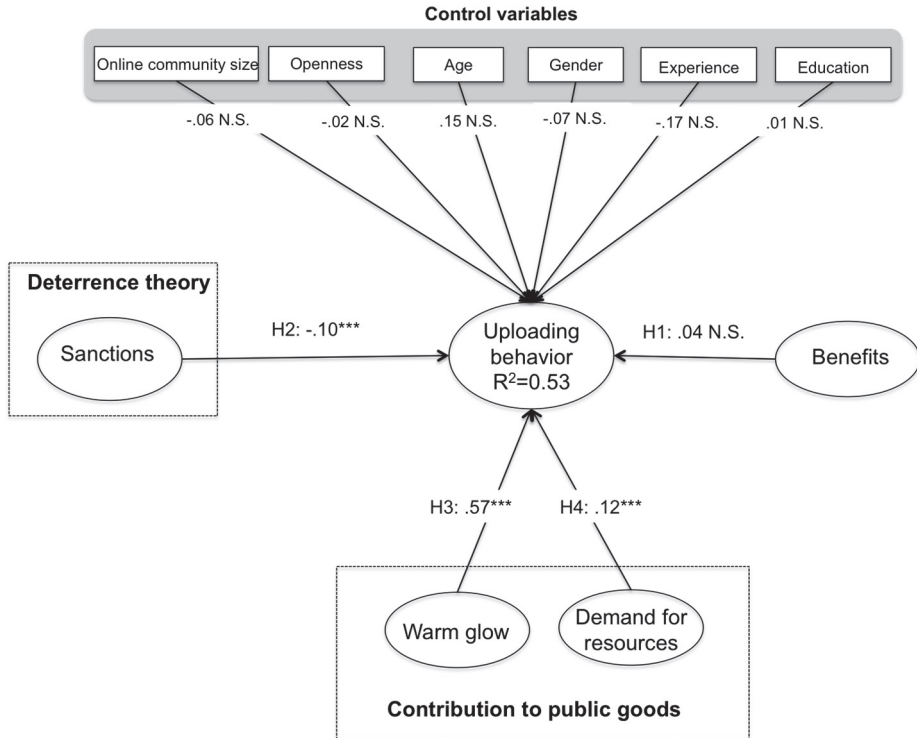 Control variables
Online community size
Openness
Age
Gender
Experience
Education
-.06 N.S.
-.02 N.S.
.15 N.S.
-.07 N.S.
-.17 N.S.
.01 N.S.
Deterrence theory
Sanctions
H2: -.10***
Uploading
behavior
R²=0.53
H1: .04 N.S.
Benefits
H3: .57***
H4: .12***
Warm glow
Demand for
resources
Contribution to public goods